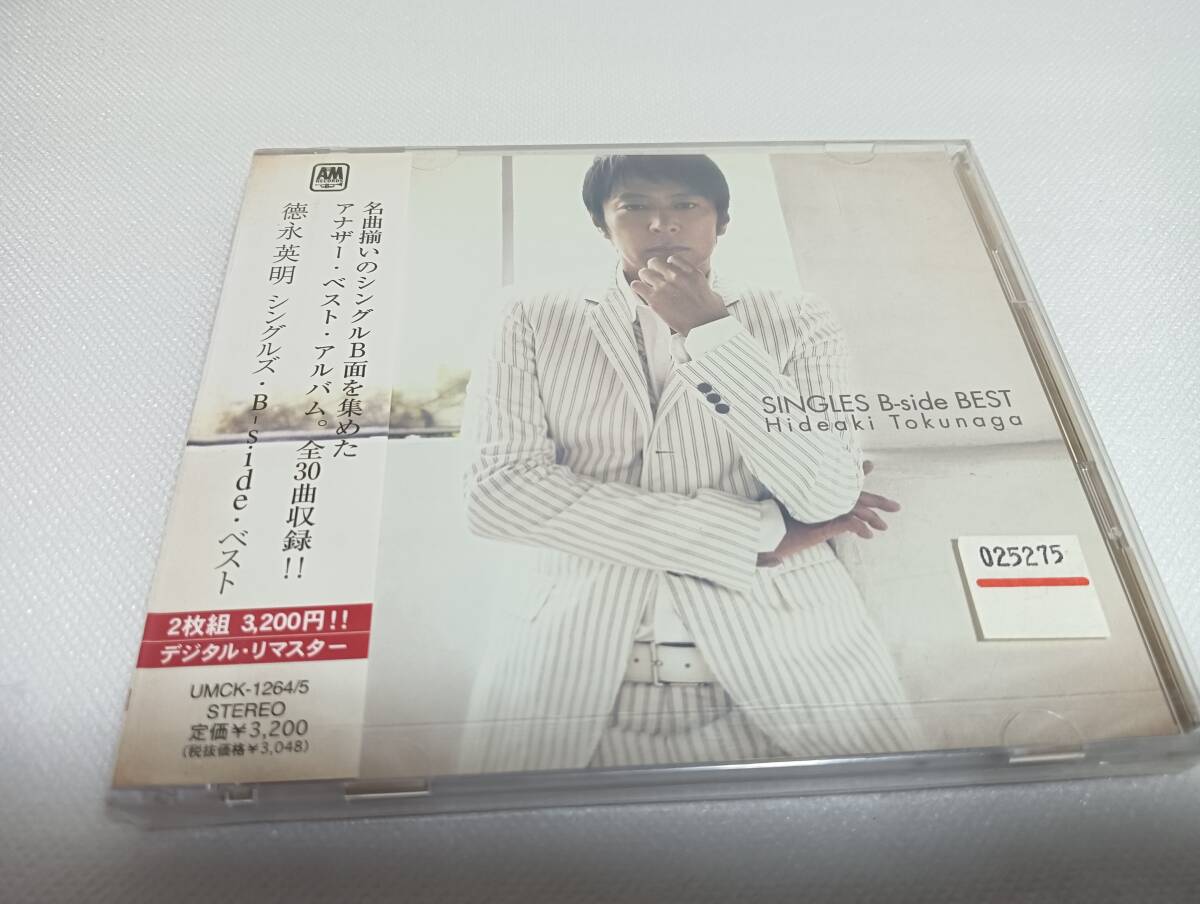 A&M
RECORDS
名曲揃いのシングルB面を集めた
アナザー・ベスト・アルバム。全30曲収録!!
徳永英明 シングルズ・B-side・ベスト
2枚組 3,200円!!
デジタル・リマスター
UMCK-1264/5
STEREO
定価¥3,200
(税抜価格¥3,048)
SINGLES B-side BEST
Hideaki Tokunaga
025275